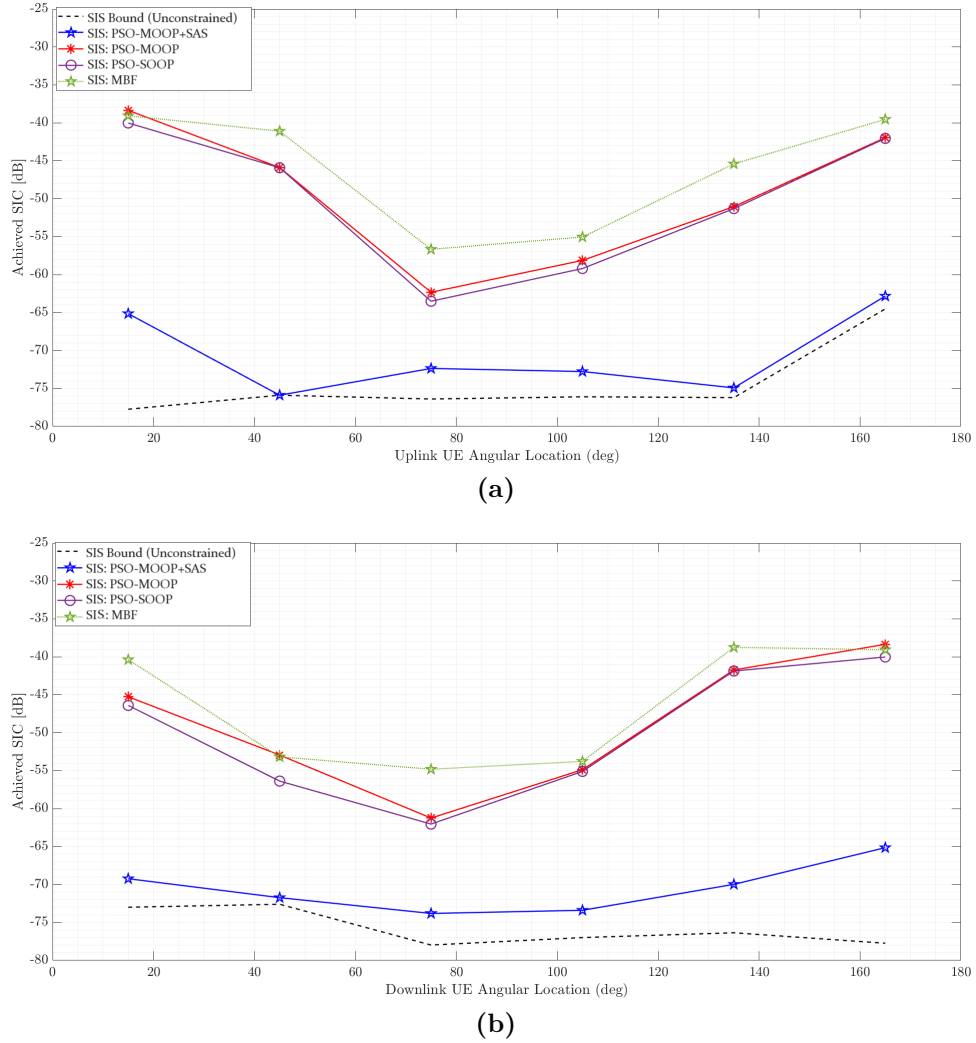 -25
-30
-35
-40
-45
-50
-55
-60
-65
-70
-75
-80
Achieved SIC [dB]
SIS Bound (Unconstrained)
SIS: PSO-MOOP+SAS
SIS: PSO-MOOP
SIS: PSO-SOOP
SIS: MBF
0 20 40 60 80 100 120 140 160 180
Uplink UE Angular Location (deg)
(a)
-25
-30
-35
-40
-45
-50
-55
-60
-65
-70
-75
-80
Achieved SIC [dB]
SIS Bound (Unconstrained)
SIS: PSO-MOOP+SAS
SIS: PSO-MOOP
SIS: PSO-SOOP
SIS: MBF
0 20 40 60 80 100 120 140 160 180
Downlink UE Angular Location (deg)
(b)